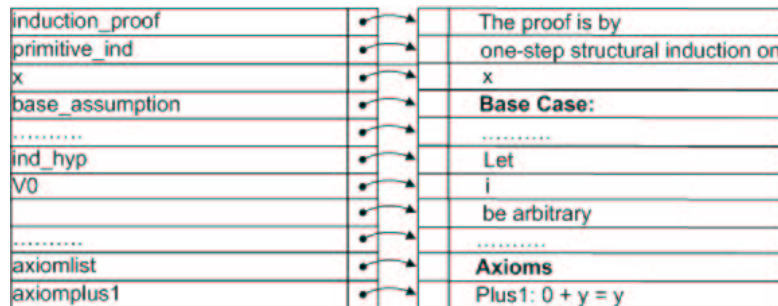 induction_proof The proof is by
primitive_ind one-step structural induction on
x x
base_assumption Base Case:
.......... ..........
ind_hyp Let
V0 i
be arbitrary
.......... ..........
axiomlist Axioms
axiomplus1 Plus1: 0 + y = y